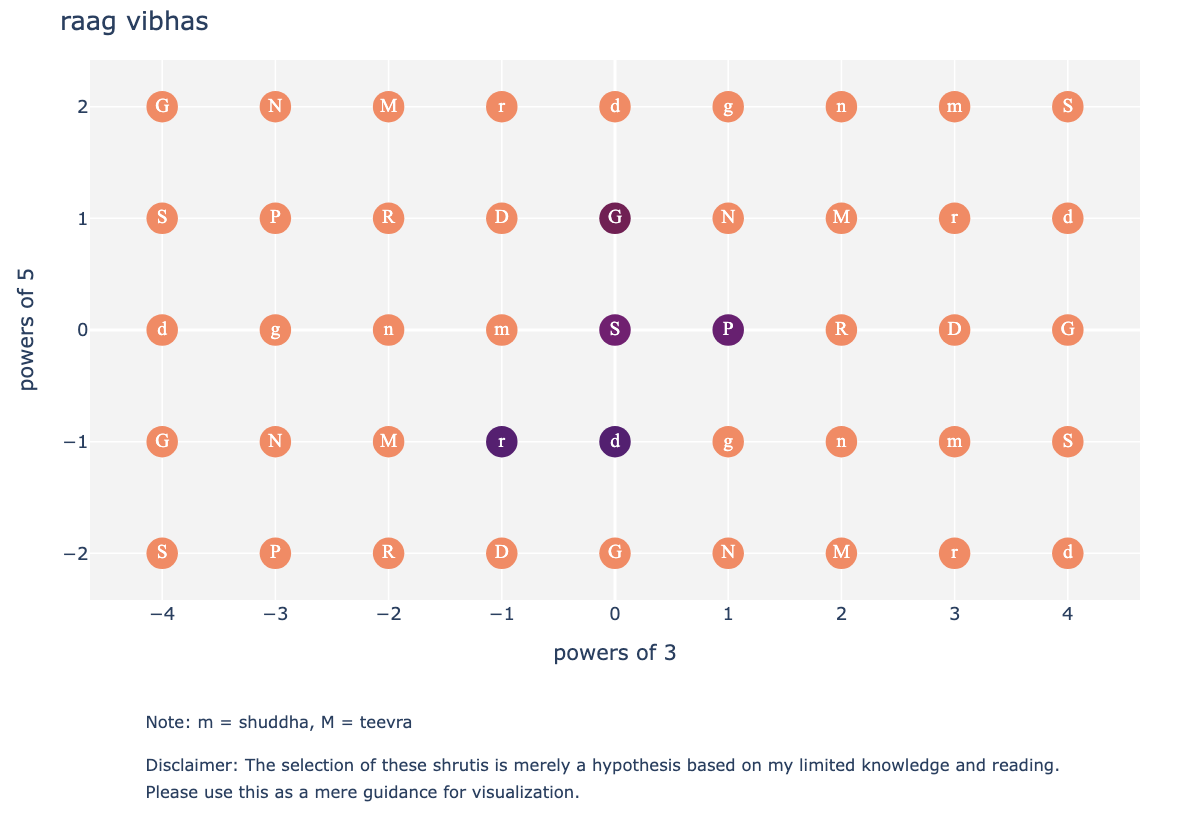 raag vibhas
2 G N M r d g n m S
1 S P R D G N M r d
powers of 5
0 d g n m S P R D G
−1 G N M r d g n m S
−2 S P R D G N M r d
−4 −3 −2 −1 0 1 2 3 4
powers of 3
Note: m = shuddha, M = teevra
Disclaimer: The selection of these shrutis is merely a hypothesis based on my limited knowledge and reading.
Please use this as a mere guidance for visualization.